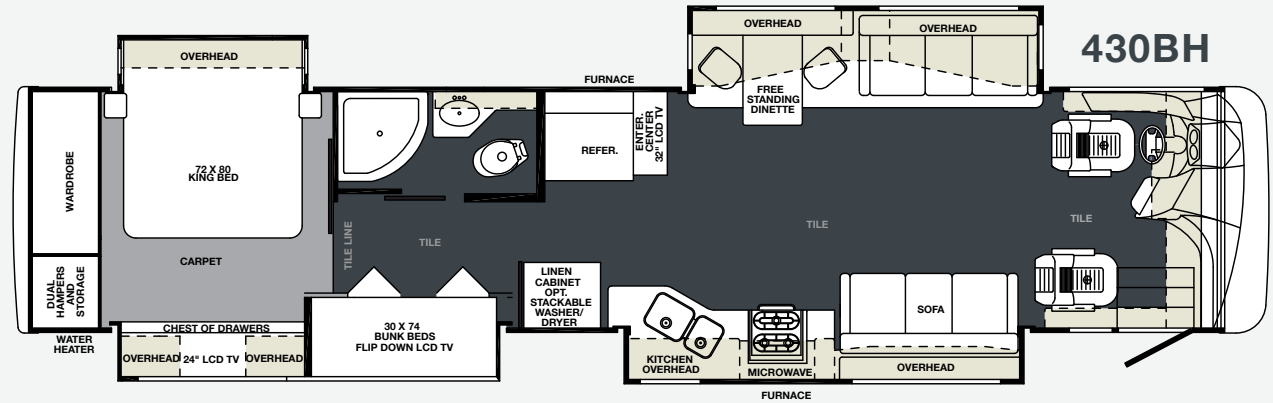 430BH
OVERHEAD
OVERHEAD
OVERHEAD
FURNACE
FREE
STANDING
DINETTE
WARDROBE
72 X 80
KING BED
REFER.
ENTER.
CENTER
32" LCD TV
TILE LINE
TILE
TILE
TILE
CARPET
DUAL
HAMPERS
AND
STORAGE
LINEN
CABINET
OPT.
STACKABLE
WASHER/
DRYER
SOFA
CHEST OF DRAWERS
WATER
HEATER
OVERHEAD
24" LCD TV
OVERHEAD
30 X 74
BUNK BEDS
FLIP DOWN LCD TV
KITCHEN
OVERHEAD
MICROWAVE
OVERHEAD
FURNACE